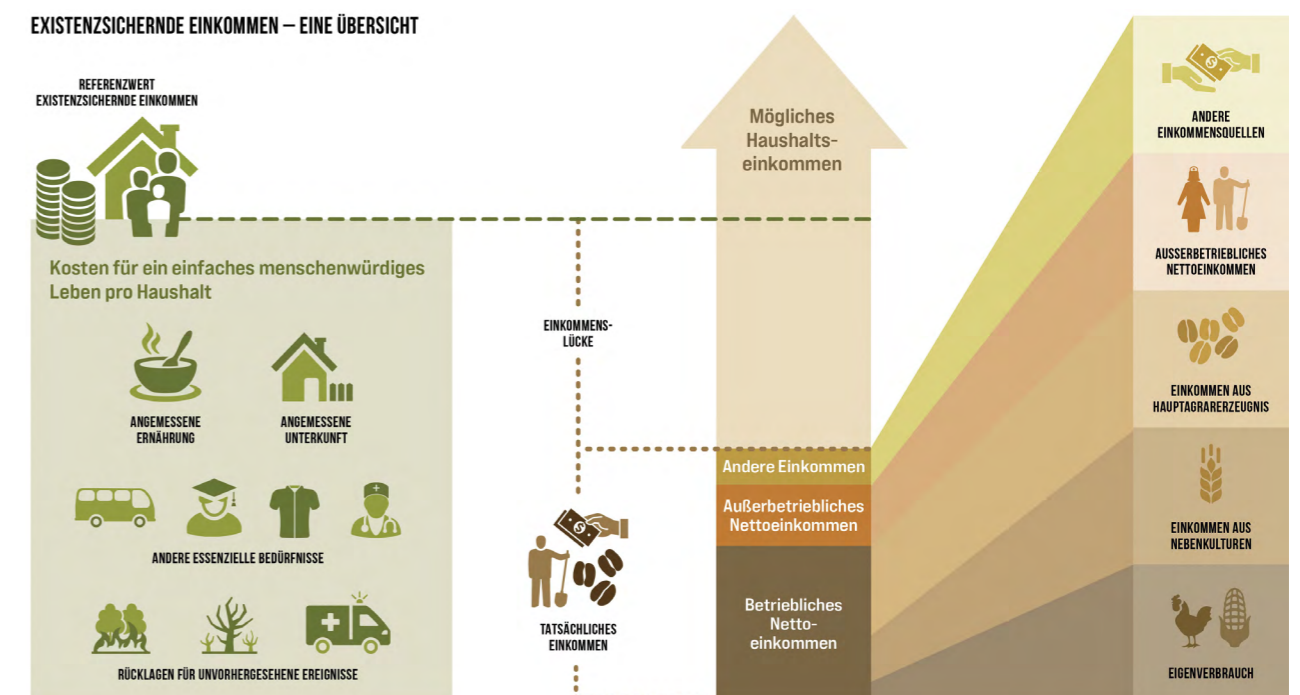 EXISTENZSICHERNDE EINKOMMEN – EINE ÜBERSICHT
REFERENZWERT
EXISTENZSICHERNDE EINKOMMEN
Kosten für ein einfaches menschenwürdiges
Leben pro Haushalt
ANGEMESSENE
ERNÄHRUNG
ANGEMESSENE
UNTERKUNFT
ANDERE ESSENZIELLE BEDÜRFNISSE
RÜCKLAGEN FÜR UNVORHERGESEHENE EREIGNISSE
EINKOMMENS-
LÜCKE
TATSÄCHLICHES
EINKOMMEN
Mögliches
Haushalts-
einkommen
Andere Einkommen
Außerbetriebliches
Nettoeinkommen
Betriebliches
Netto-
einkommen
ANDERE
EINKOMMENSQUELLEN
AUSSERBETRIEBLICHES
NETTOEINKOMMEN
EINKOMMEN AUS
HAUPTAGRARERZEUGNIS
EINKOMMEN AUS
NEBENKULTUREN
EIGENVERBRAUCH